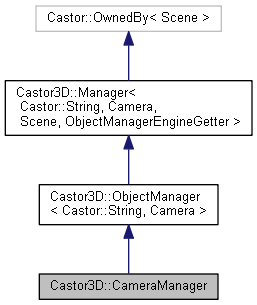 Castor::OwnedBy< Scene >
Castor3D::Manager<
Castor::String, Camera,
Scene, ObjectManagerEngineGetter >
Castor3D::ObjectManager
< Castor::String, Camera >
Castor3D::CameraManager